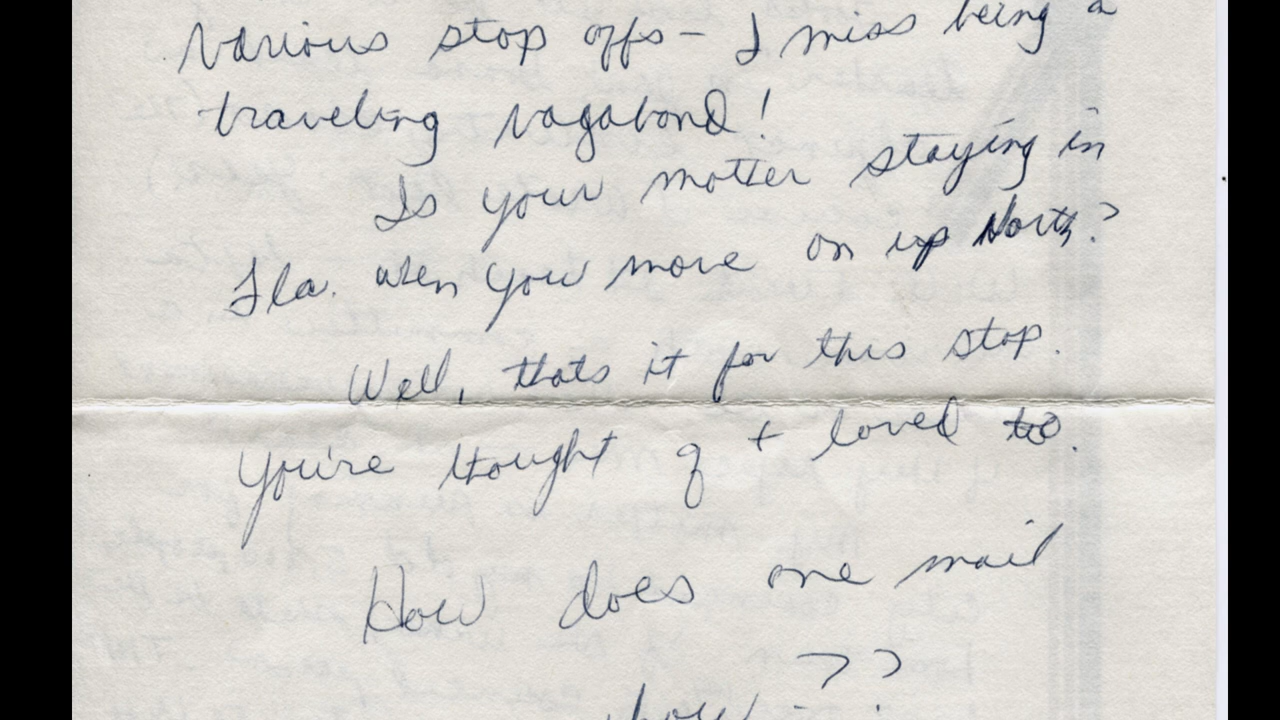 various stop offs - I miss being a
traveling vagabond!
Is your mother staying in
Fla. when you move on up North?
Well, thats it for this stop.
You're thought of + loved too.
How does one mail
??